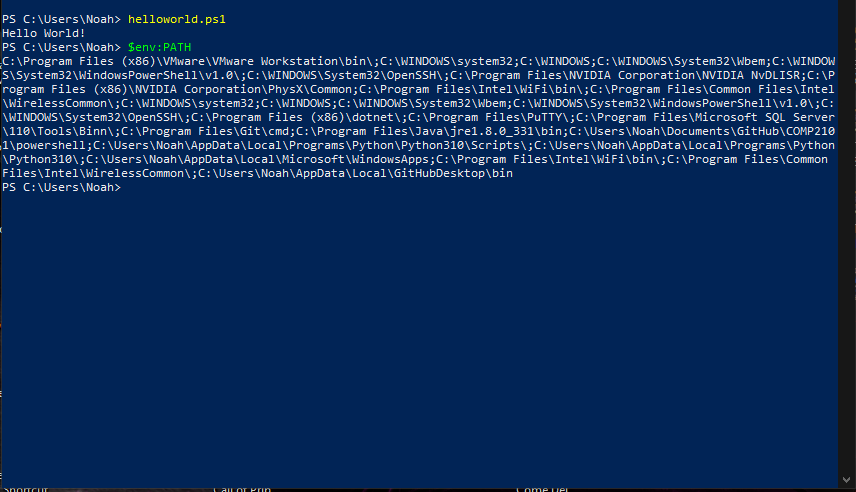 PS C:\Users\Noah> helloworld.ps1
Hello World!
PS C:\Users\Noah> $env:PATH
C:\Program Files (x86)\VMware\VMware Workstation\bin\;C:\WINDOWS\system32;C:\WINDOWS;C:\WINDOWS\System32\Wbem;C:\WINDOW
S\System32\WindowsPowerShell\v1.0\;C:\WINDOWS\System32\OpenSSH\;C:\Program Files\NVIDIA Corporation\NVIDIA NvDLISR;C:\P
rogram Files (x86)\NVIDIA Corporation\PhysX\Common;C:\Program Files\Intel\WiFi\bin\;C:\Program Files\Common Files\Intel
\WirelessCommon\;C:\WINDOWS\system32;C:\WINDOWS;C:\WINDOWS\System32\Wbem;C:\WINDOWS\System32\WindowsPowerShell\v1.0\;C:
\WINDOWS\System32\OpenSSH\;C:\Program Files (x86)\dotnet\;C:\Program Files\PuTTY\;C:\Program Files\Microsoft SQL Server
\110\Tools\Binn\;C:\Program Files\Git\cmd;C:\Program Files\Java\jre1.8.0_331\bin;C:\Users\Noah\Documents\GitHub\COMP210
1\powershell;C:\Users\Noah\AppData\Local\Programs\Python\Python310\Scripts\;C:\Users\Noah\AppData\Local\Programs\Python
\Python310\;C:\Users\Noah\AppData\Local\Microsoft\WindowsApps;C:\Program Files\Intel\WiFi\bin\;C:\Program Files\Common
Files\Intel\WirelessCommon\;C:\Users\Noah\AppData\Local\GitHubDesktop\bin
PS C:\Users\Noah>
Shortcut